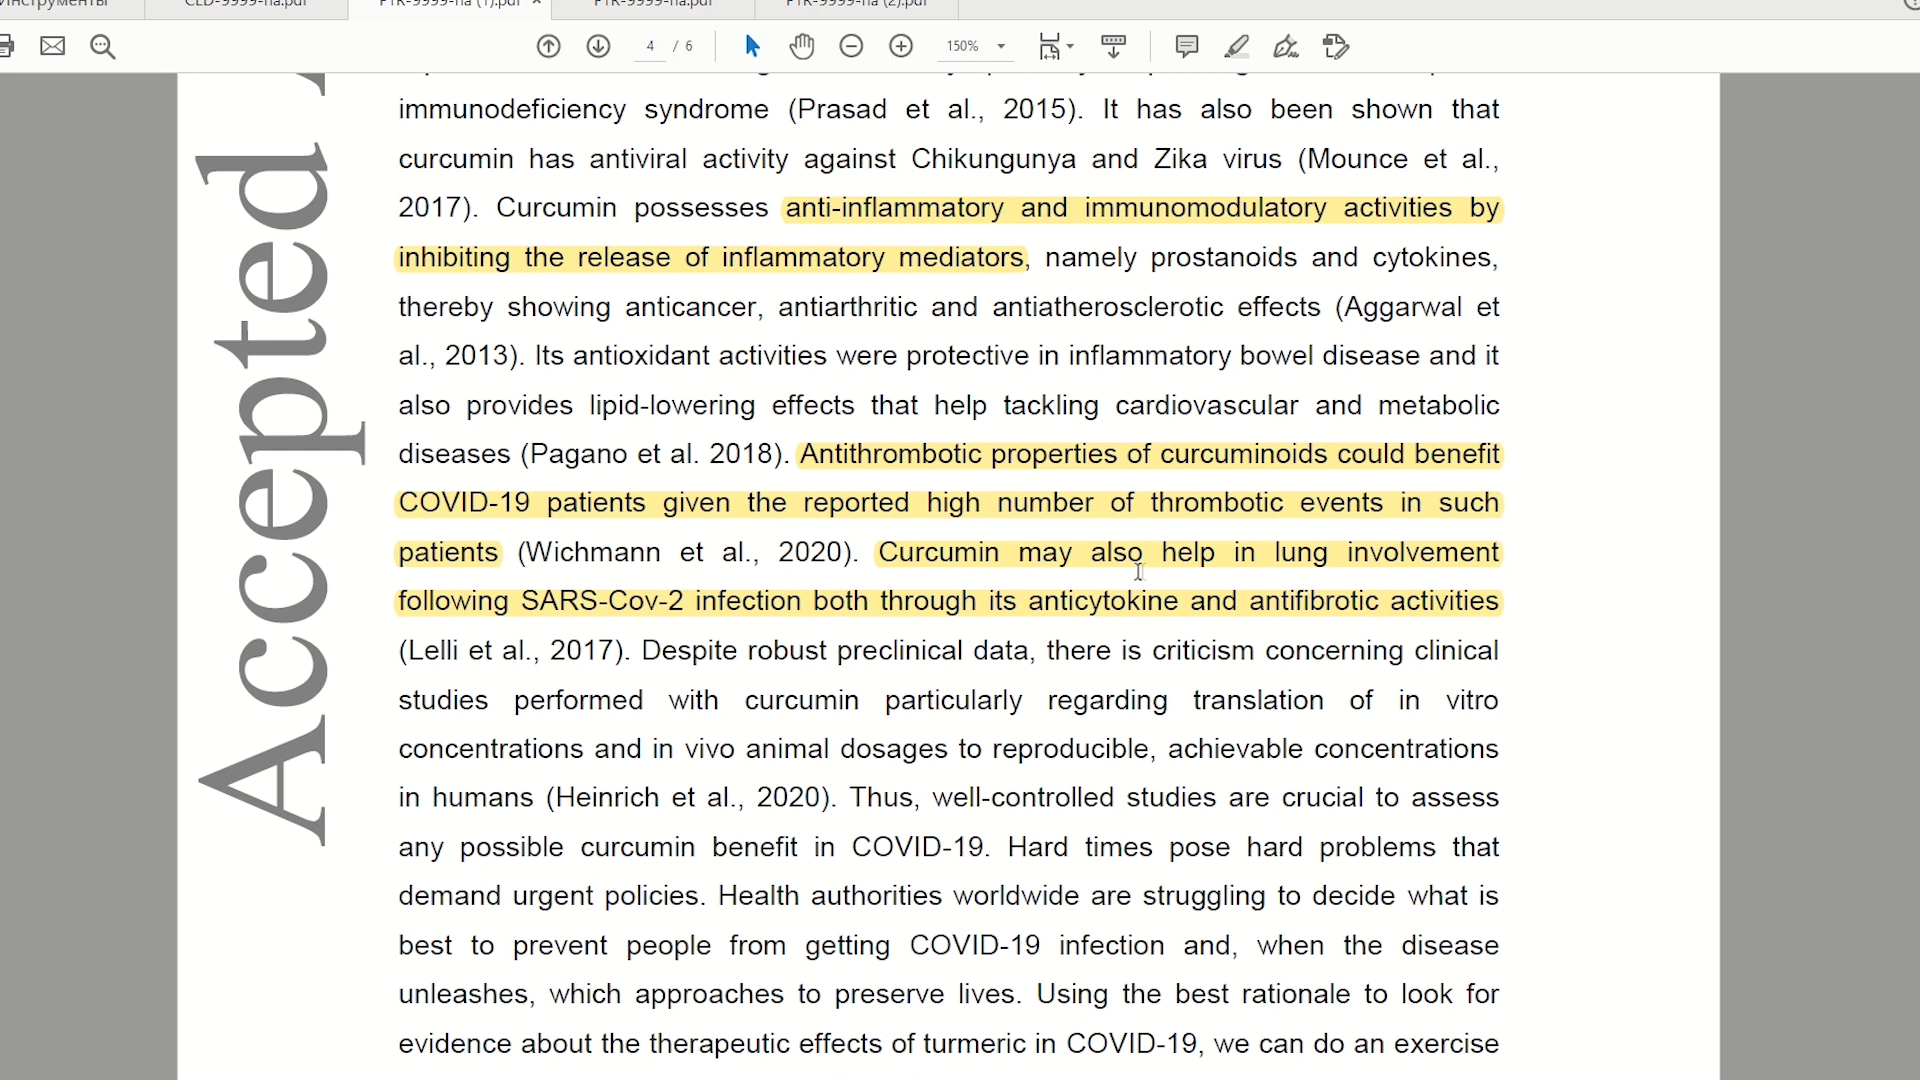 4 / 6
150%
immunodeficiency syndrome (Prasad et al., 2015). It has also been shown that
curcumin has antiviral activity against Chikungunya and Zika virus (Mounce et al.,
2017). Curcumin possesses anti-inflammatory and immunomodulatory activities by
inhibiting the release of inflammatory mediators, namely prostanoids and cytokines,
thereby showing anticancer, antiarthritic and antiatherosclerotic effects (Aggarwal et
al., 2013). Its antioxidant activities were protective in inflammatory bowel disease and it
also provides lipid-lowering effects that help tackling cardiovascular and metabolic
diseases (Pagano et al. 2018). Antithrombotic properties of curcuminoids could benefit
COVID-19 patients given the reported high number of thrombotic events in such
patients (Wichmann et al., 2020). Curcumin may also help in lung involvement
following SARS-Cov-2 infection both through its anticytokine and antifibrotic activities
(Lelli et al., 2017). Despite robust preclinical data, there is criticism concerning clinical
studies performed with curcumin particularly regarding translation of in vitro
concentrations and in vivo animal dosages to reproducible, achievable concentrations
in humans (Heinrich et al., 2020). Thus, well-controlled studies are crucial to assess
any possible curcumin benefit in COVID-19. Hard times pose hard problems that
demand urgent policies. Health authorities worldwide are struggling to decide what is
best to prevent people from getting COVID-19 infection and, when the disease
unleashes, which approaches to preserve lives. Using the best rationale to look for
evidence about the therapeutic effects of turmeric in COVID-19, we can do an exercise
Accepted